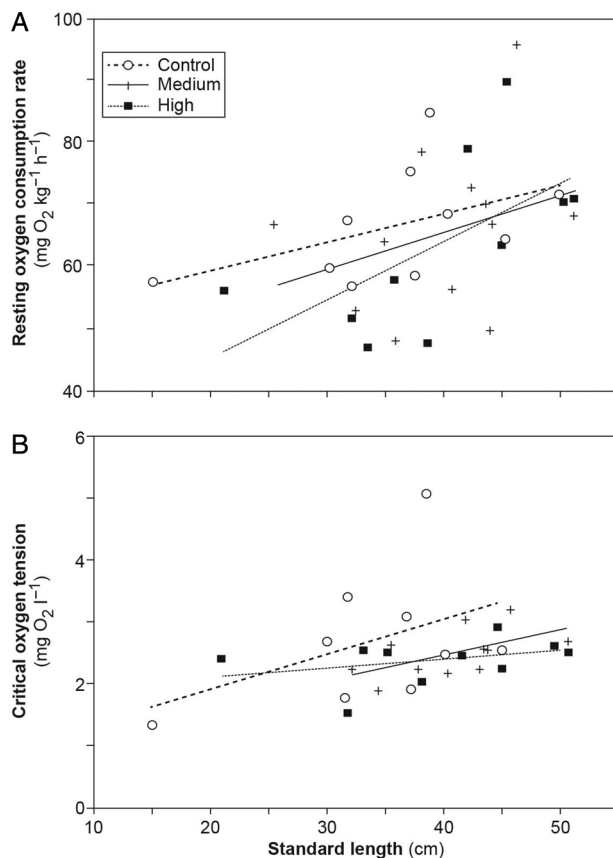 A
100
80
60
40
Resting oxygen consumption rate
(mg O₂ kg⁻¹ h⁻¹)
Control
Medium
High
B
6
4
2
0
Critical oxygen tension
(mg O₂ l⁻¹)
10
20
30
40
50
Standard length (cm)